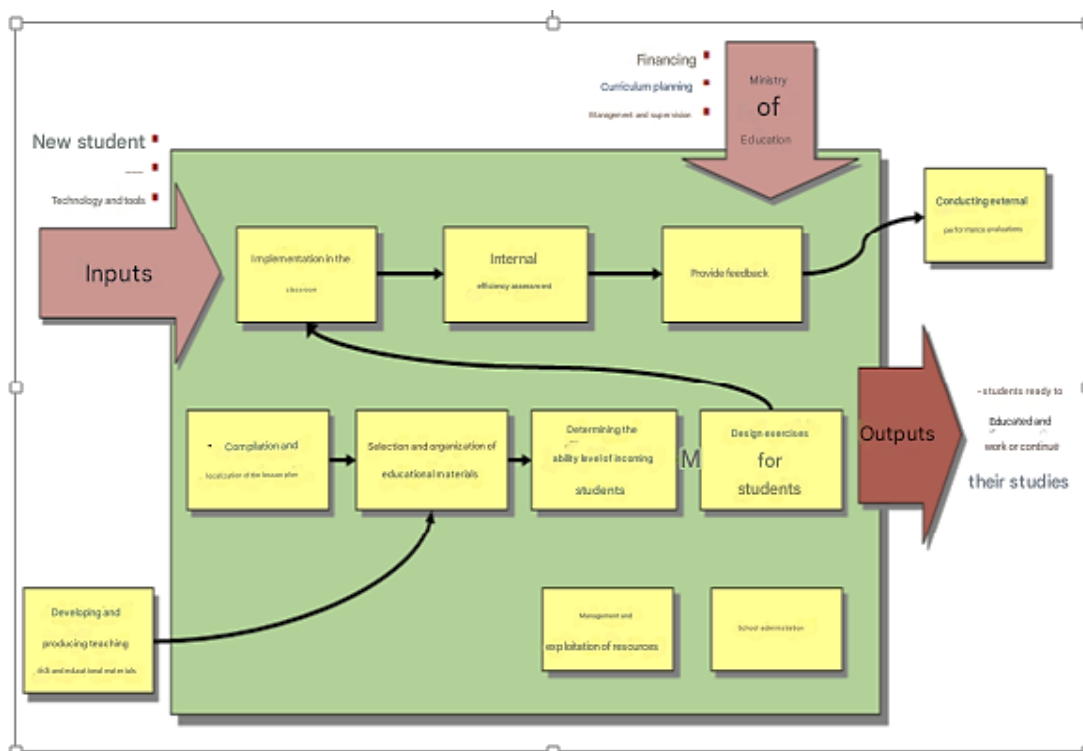 Financing
Curriculum planning
Management and supervision
Ministry
of
Education
New student
Technology and tools
Inputs
Implementation in the
classroom
Internal
efficiency assessment
Provide feedback
Conducting external
performance evaluations
Compilation and
localization of the lesson plan
Selection and organization of
educational materials
Determining the
ability level of incoming
students
M
Design exercises
for
students
Outputs
-students ready to
Educated and
work or continue
their studies
Developing and
producing teaching
and educational materials
Management and
exploitation of resources
School administration